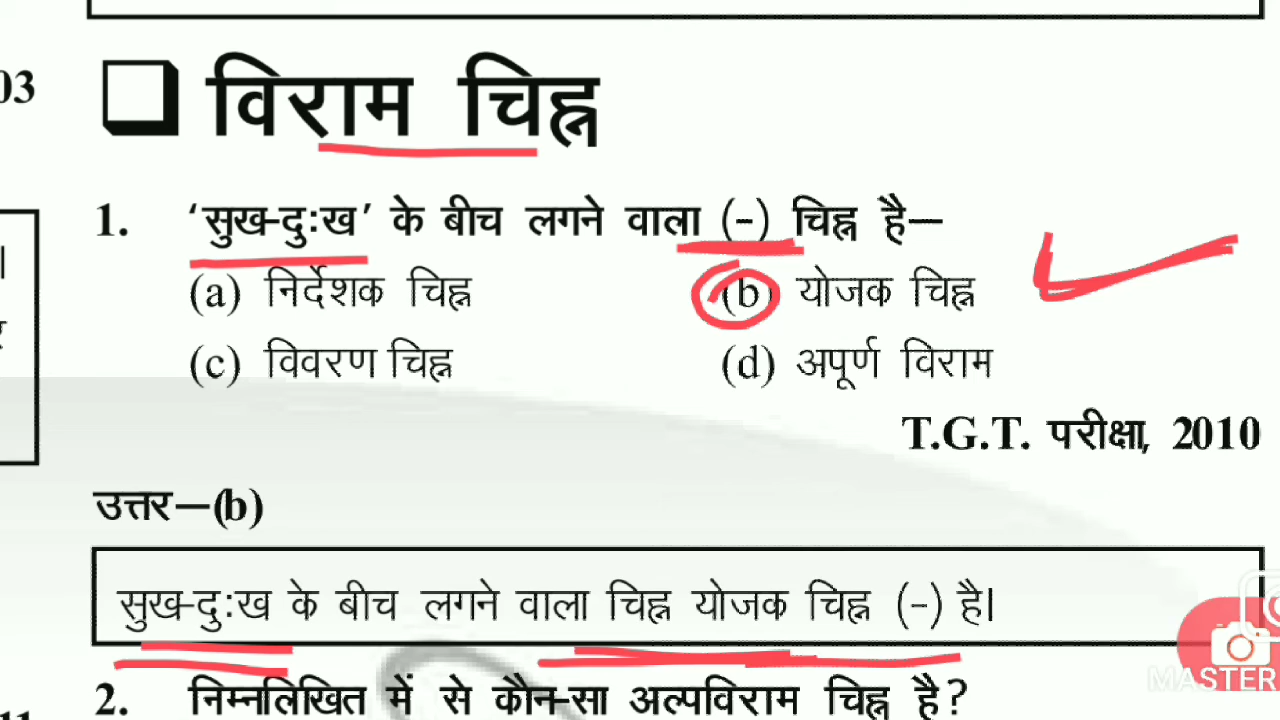 03
विराम चिह्न
1. ‘सुख-दुःख’ के बीच लगने वाला (-) चिह्न है—
(a) निर्देशक चिह्न (b) योजक चिह्न
(c) विवरण चिह्न (d) अपूर्ण विराम
T.G.T. परीक्षा, 2010
उत्तर—(b)
सुख-दुःख के बीच लगने वाला चिह्न योजक चिह्न (-) है।
MASTER
2. निम्नलिखित में से कौन-सा अल्पविराम चिह्न है?